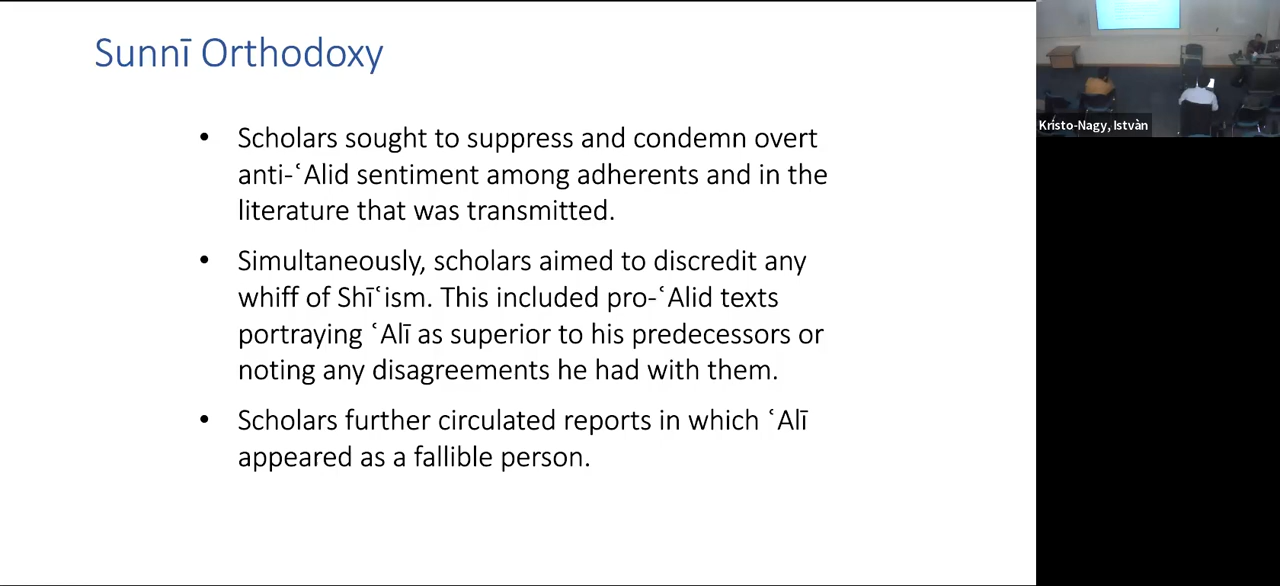 Sunnī Orthodoxy
• Scholars sought to suppress and condemn overt
anti-ʿAlid sentiment among adherents and in the
literature that was transmitted.
• Simultaneously, scholars aimed to discredit any
whiff of Shīʿism. This included pro-ʿAlid texts
portraying ʿAlī as superior to his predecessors or
noting any disagreements he had with them.
• Scholars further circulated reports in which ʿAlī
appeared as a fallible person.
Kristo-Nagy, Istvàn